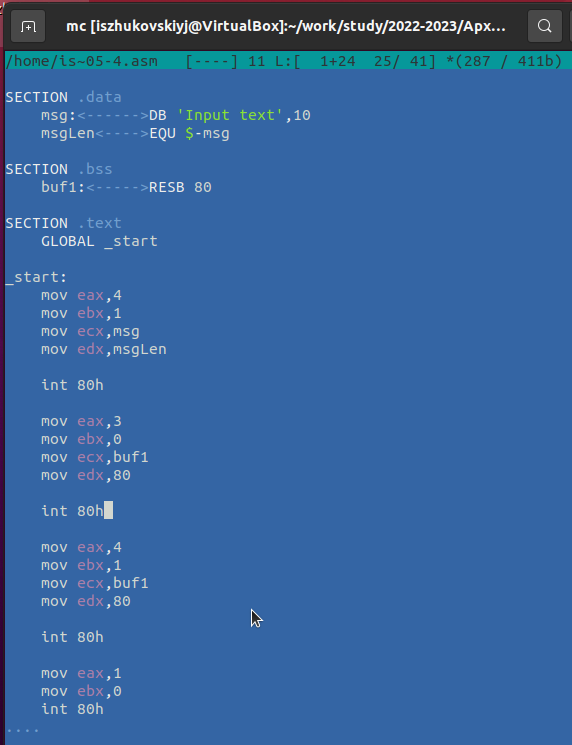 mc [iszhukovskiyj@VirtualBox]:~/work/study/2022-2023/Арх...
/home/is~05-4.asm   [----] 11 L:[  1+24  25/ 41] *(287 / 411b)
SECTION .data
    msg:<------>DB 'Input text',10
    msgLen<---->EQU $-msg
SECTION .bss
    buf1:<----->RESB 80
SECTION .text
    GLOBAL _start
_start:
    mov eax,4
    mov ebx,1
    mov ecx,msg
    mov edx,msgLen
    int 80h
    mov eax,3
    mov ebx,0
    mov ecx,buf1
    mov edx,80
    int 80h
    mov eax,4
    mov ebx,1
    mov ecx,buf1
    mov edx,80
    int 80h
    mov eax,1
    mov ebx,0
    int 80h
....